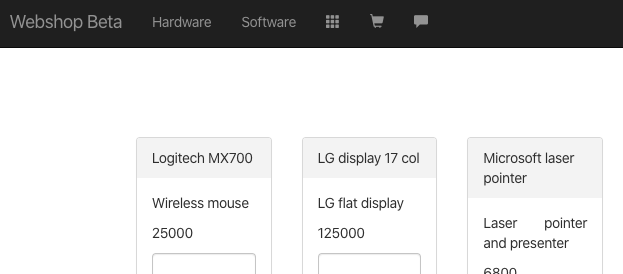 Webshop Beta Hardware Software
Logitech MX700
Wireless mouse
25000
LG display 17 col
LG flat display
125000
Microsoft laser
pointer
Laser pointer
and presenter
6800